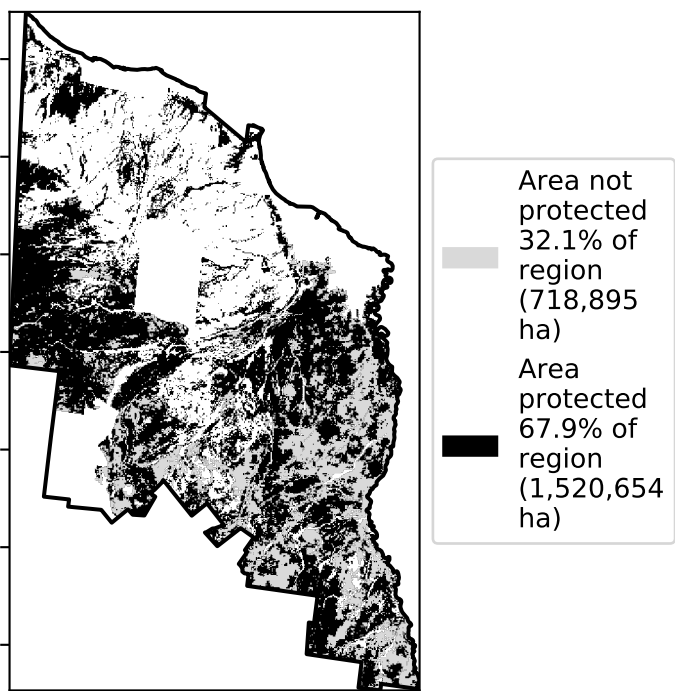 Area not
protected
32.1% of
region
(718,895
ha)
Area
protected
67.9% of
region
(1,520,654
ha)